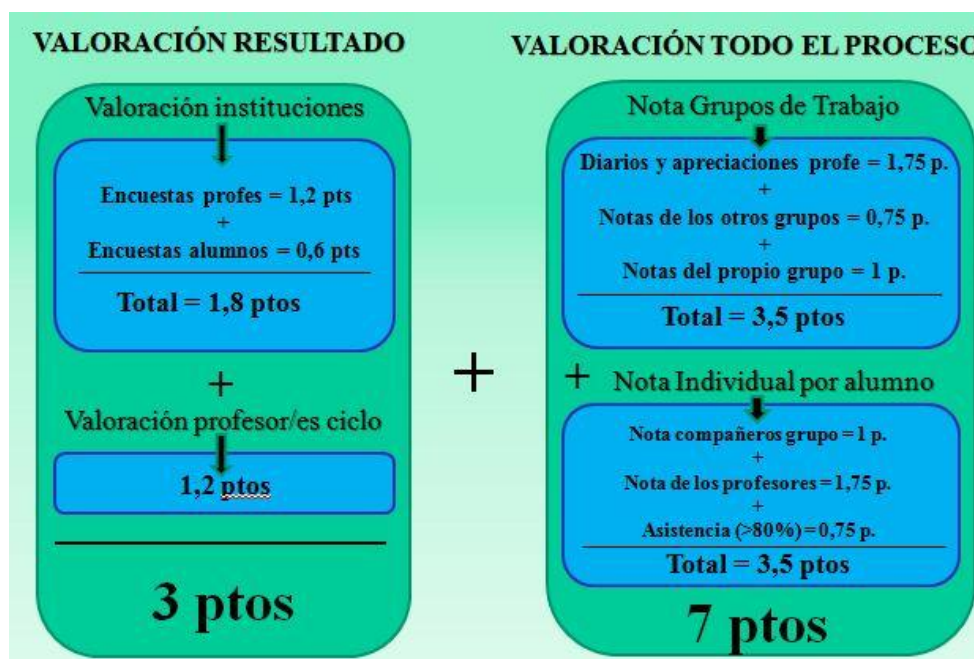 VALORACIÓN RESULTADO
Valoración instituciones
Encuestas profes = 1,2 pts
+
Encuestas alumnos = 0,6 pts
Total = 1,8 ptos
+
Valoración profesor/es ciclo
1,2 ptos
3 ptos
+
VALORACIÓN TODO EL PROCESO
Nota Grupos de Trabajo
Diarios y apreciaciones profe = 1,75 p.
+
Notas de los otros grupos = 0,75 p.
+
Notas del propio grupo = 1 p.
Total = 3,5 ptos
+ Nota Individual por alumno
Nota compañeros grupo = 1 p.
+
Nota de los profesores = 1,75 p.
+
Asistencia (>80%) = 0,75 p.
Total = 3,5 ptos
7 ptos